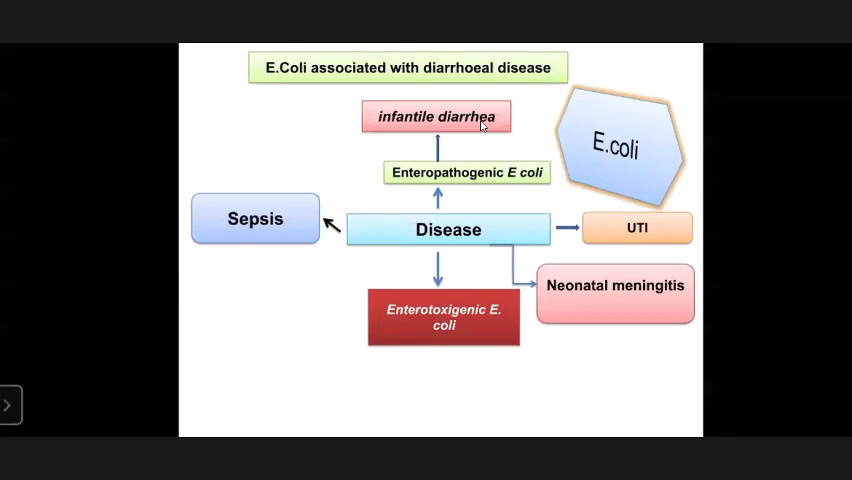 E.Coli associated with diarrhoeal disease
infantile diarrhea
E.coli
Enteropathogenic E coli
Sepsis
Disease
UTI
Neonatal meningitis
Enterotoxigenic E.
coli